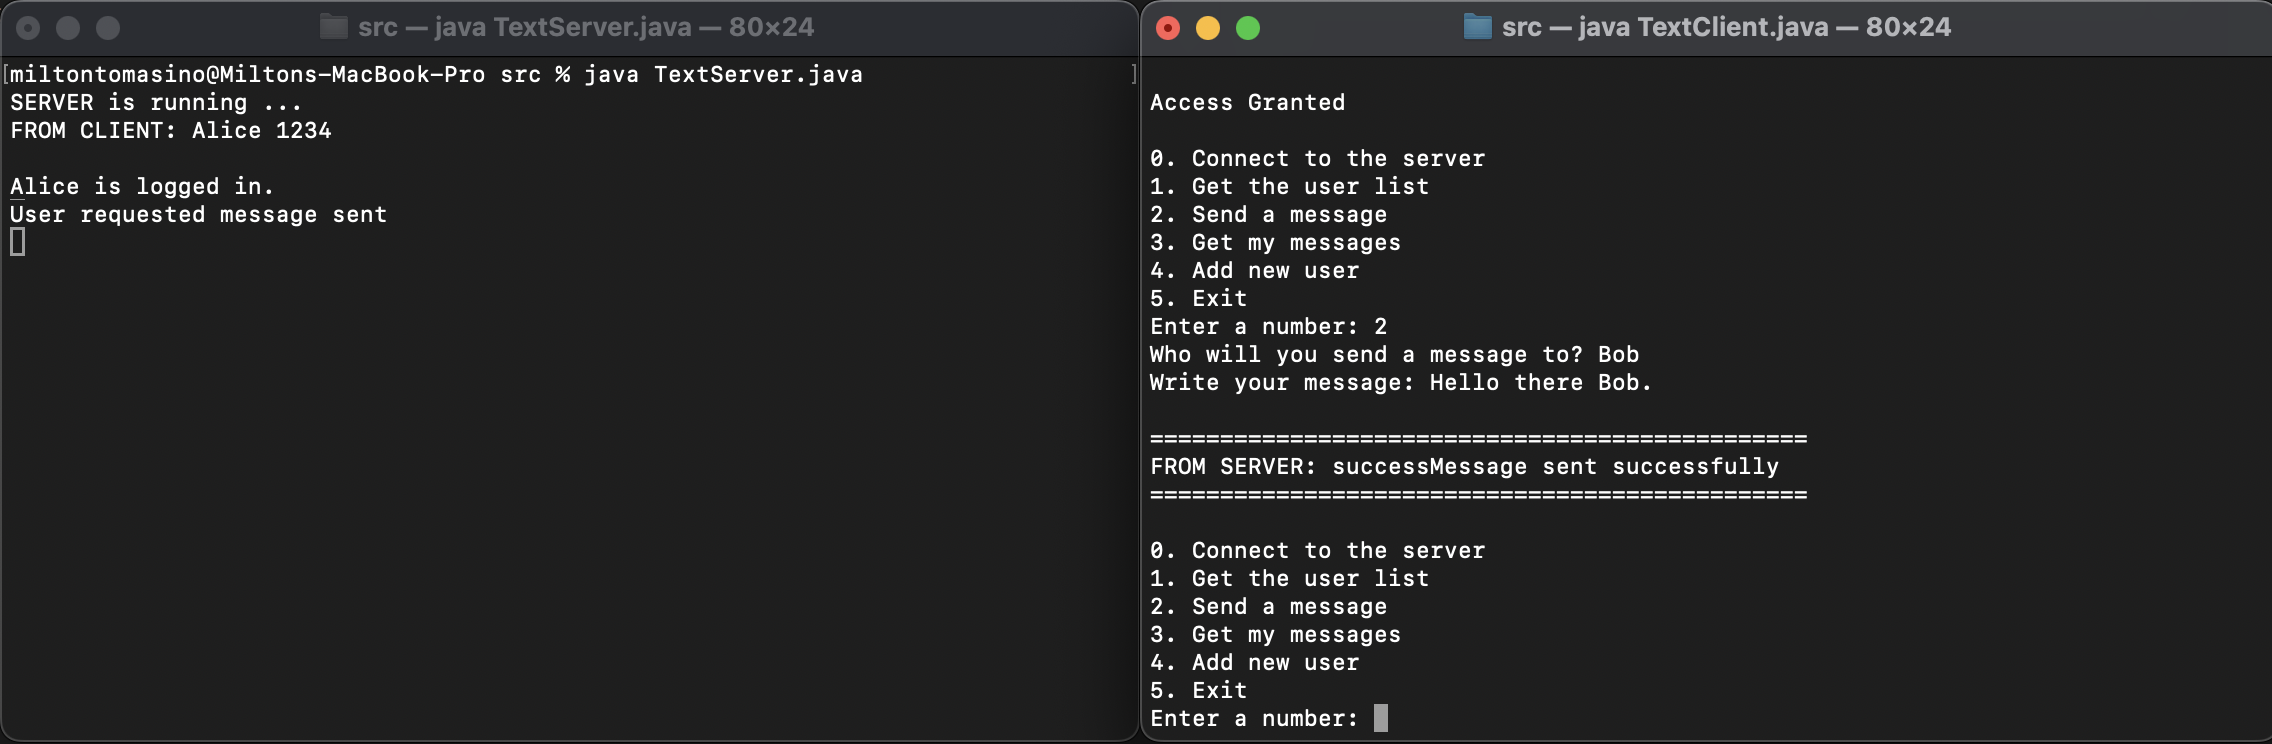 src — java TextServer.java — 80×24
[miltontomasino@Miltons-MacBook-Pro src % java TextServer.java ]
SERVER is running ...
FROM CLIENT: Alice 1234
Alice is logged in.
User requested message sent
src — java TextClient.java — 80×24
Access Granted
0. Connect to the server
1. Get the user list
2. Send a message
3. Get my messages
4. Add new user
5. Exit
Enter a number: 2
Who will you send a message to? Bob
Write your message: Hello there Bob.
===============================================
FROM SERVER: successMessage sent successfully
===============================================
0. Connect to the server
1. Get the user list
2. Send a message
3. Get my messages
4. Add new user
5. Exit
Enter a number: